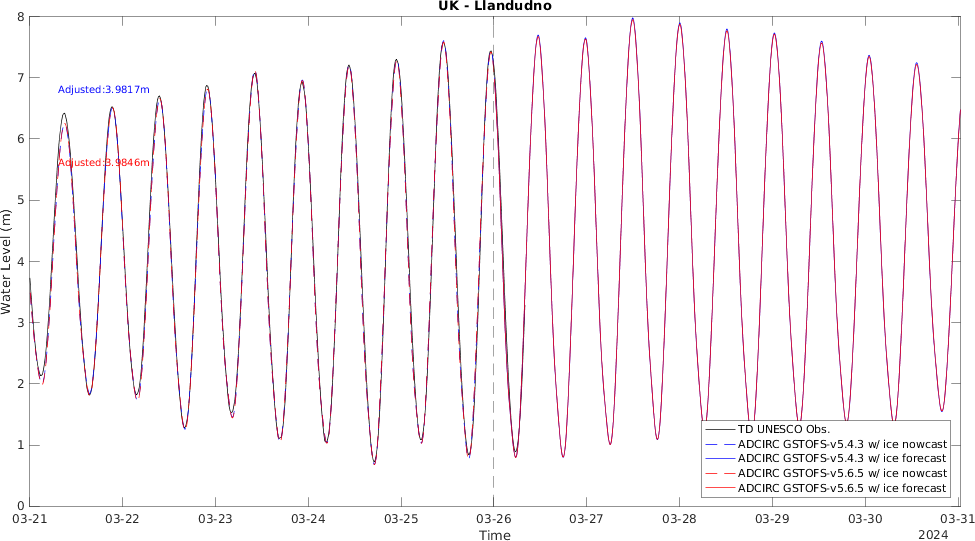 UK - Llandudno
8
7
6
5
4
3
2
1
0
Water Level (m)
Adjusted:3.9817m
Adjusted:3.9846m
TD UNESCO Obs.
ADCIRC GSTOFS-v5.4.3 w/ ice nowcast
ADCIRC GSTOFS-v5.4.3 w/ ice forecast
ADCIRC GSTOFS-v5.6.5 w/ ice nowcast
ADCIRC GSTOFS-v5.6.5 w/ ice forecast
03-21 03-22 03-23 03-24 03-25 03-26 03-27 03-28 03-29 03-30 03-31
Time
2024